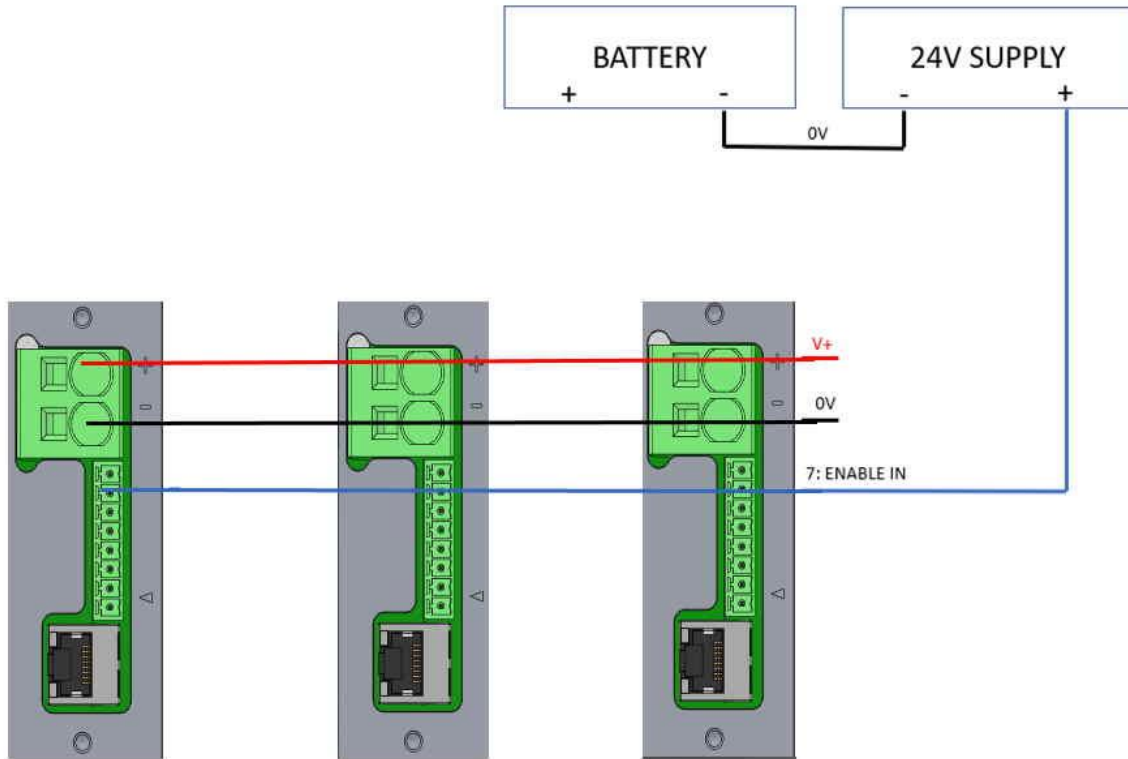 BATTERY
+ -
24V SUPPLY
- +
0V
V+
0V
7: ENABLE IN
+
-
+
-
+
-